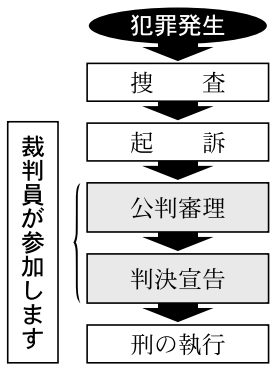 犯罪発生
捜　査
起　訴
公判審理
判決宣告
刑の執行
裁判員が参加します